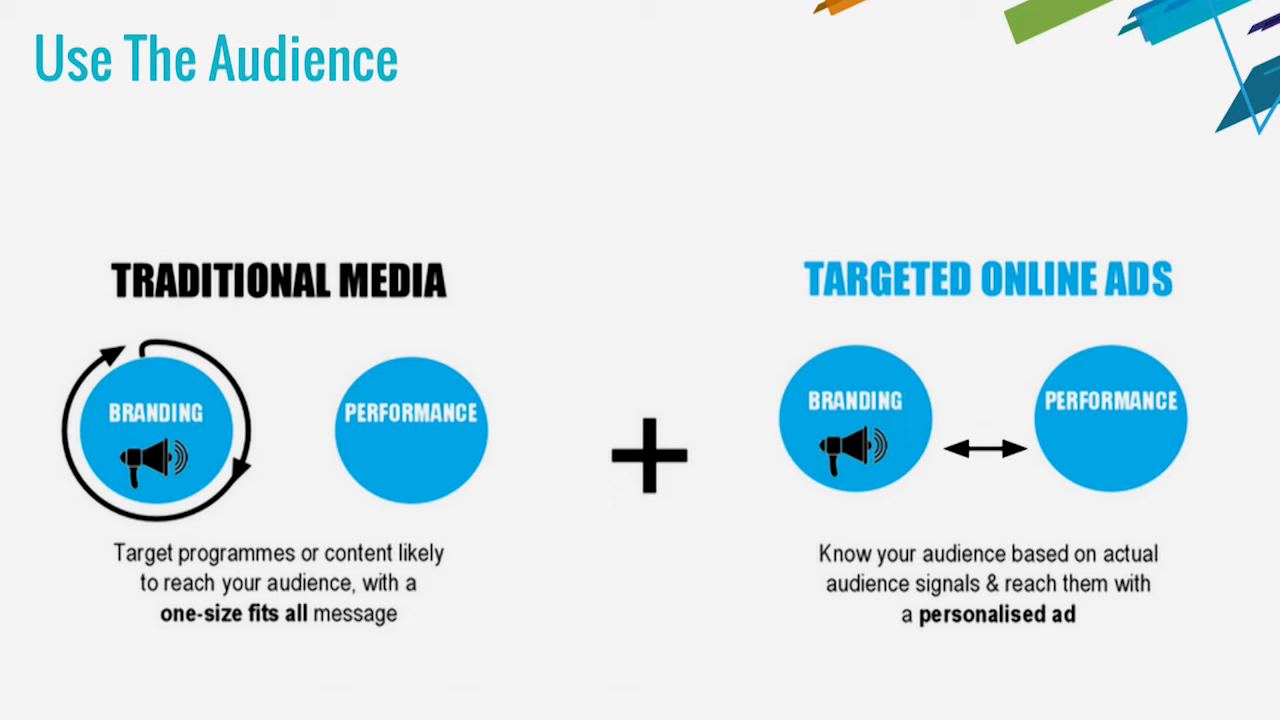 Use The Audience
TRADITIONAL MEDIA
BRANDING
PERFORMANCE
Target programmes or content likely
to reach your audience, with a
one-size fits all message
TARGETED ONLINE ADS
BRANDING
PERFORMANCE
Know your audience based on actual
audience signals & reach them with
a personalised ad